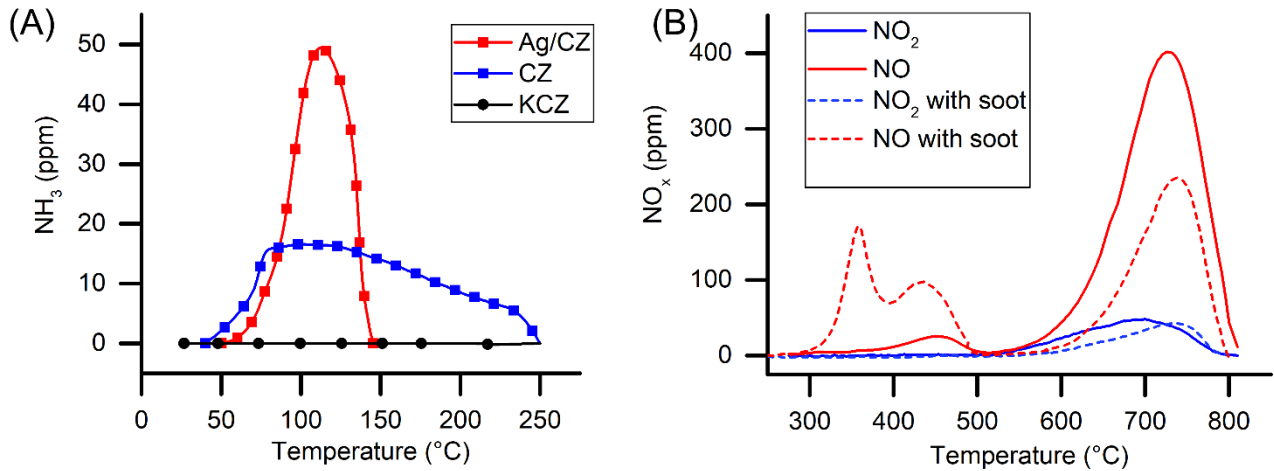 (A)
NH₃ (ppm)
50
40
30
20
10
0
Ag/CZ
CZ
KCZ
0 50 100 150 200 250
Temperature (°C)
(B)
NOₓ (ppm)
400
300
200
100
0
NO₂
NO
NO₂ with soot
NO with soot
300 400 500 600 700 800
Temperature (°C)